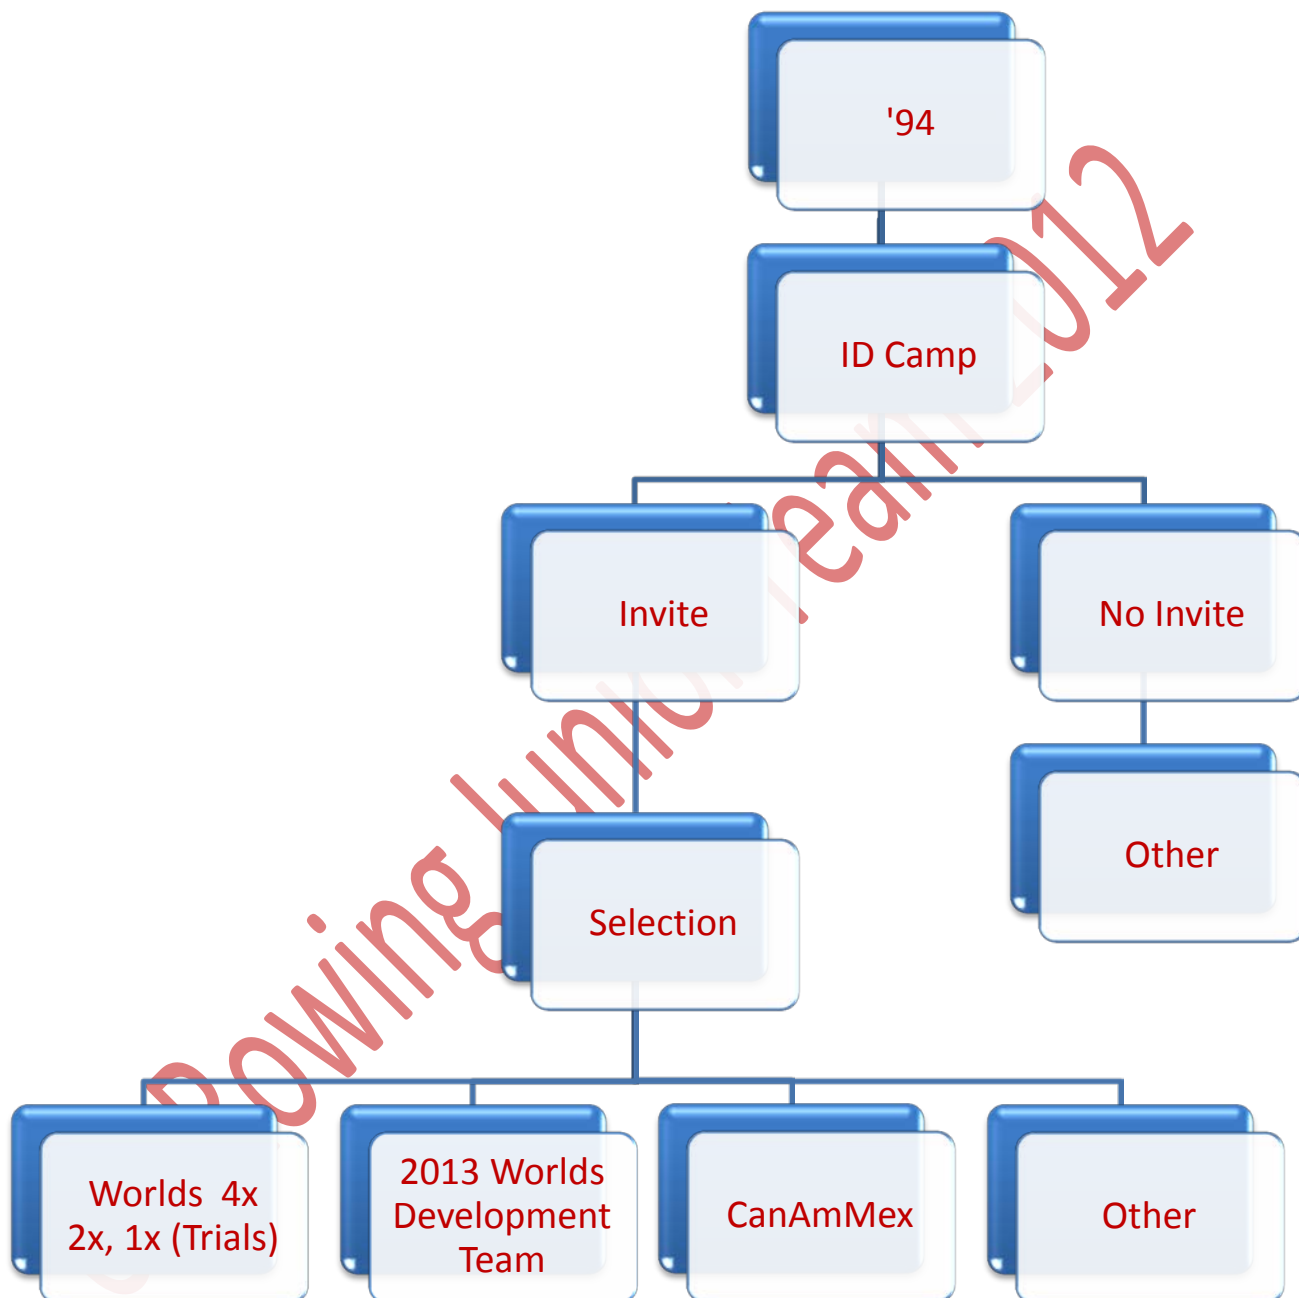 '94
ID Camp
Invite
No Invite
Other
Selection
Worlds 4x
2x, 1x (Trials)
2013 Worlds
Development
Team
CanAmMex
Other
Rowing Junior Team 2012